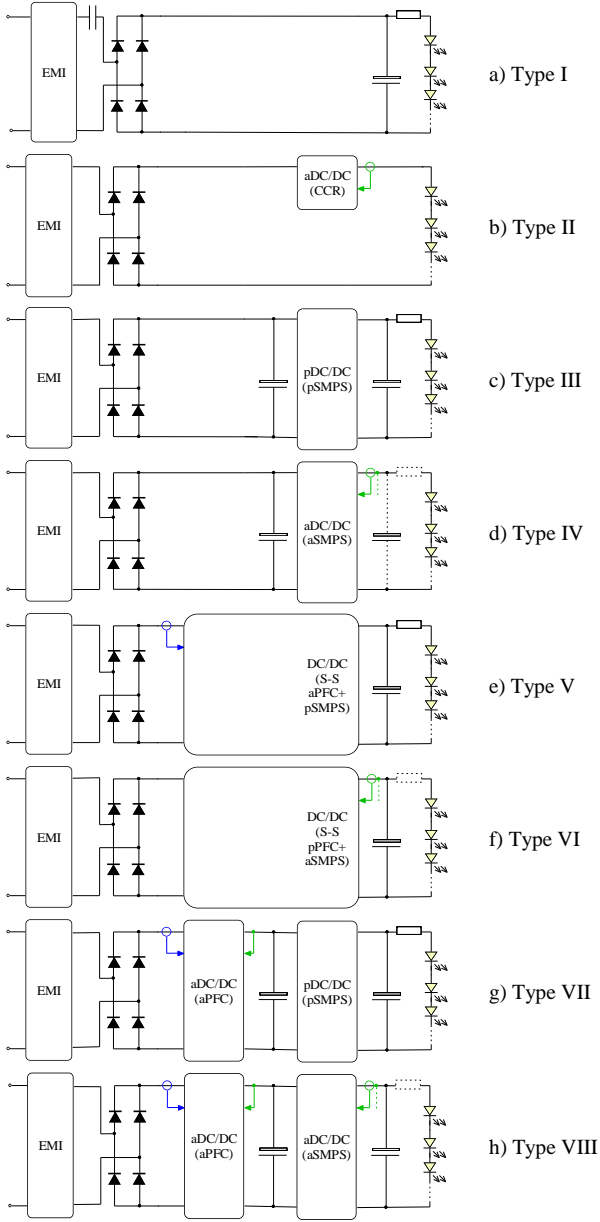 EMI
a) Type I
EMI
aDC/DC
(CCR)
b) Type II
EMI
pDC/DC
(pSMPS)
c) Type III
EMI
aDC/DC
(aSMPS)
d) Type IV
EMI
DC/DC
(S-S
aPFC+
pSMPS)
e) Type V
EMI
DC/DC
(S-S
pPFC+
aSMPS)
f) Type VI
EMI
aDC/DC
(aPFC)
pDC/DC
(pSMPS)
g) Type VII
EMI
aDC/DC
(aPFC)
aDC/DC
(aSMPS)
h) Type VIII